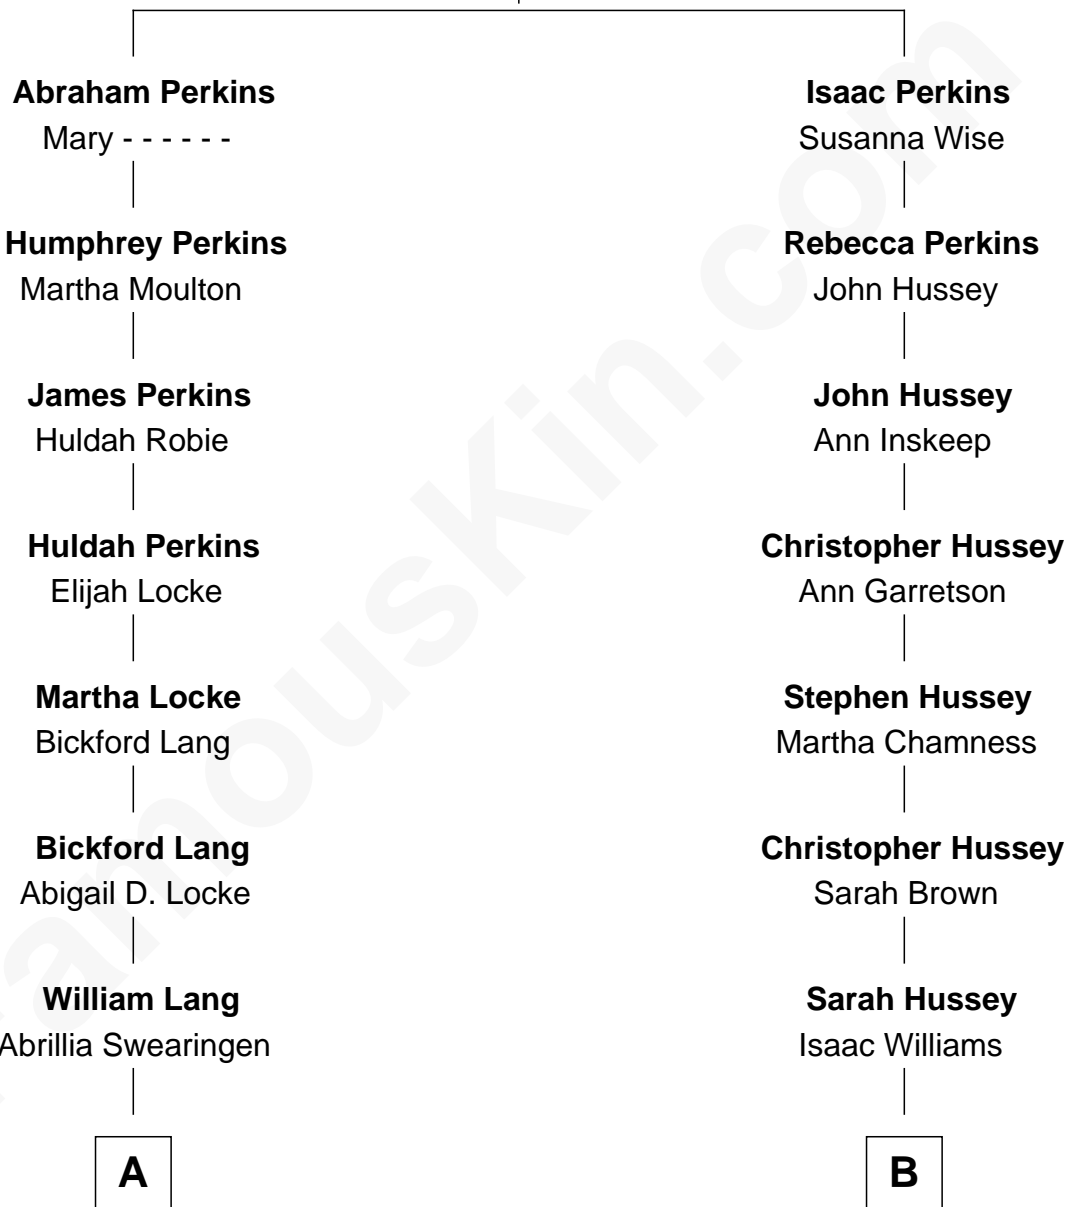 Abraham Perkins
Mary - - - - - -
Humphrey Perkins
Martha Moulton
James Perkins
Huldah Robie
Huldah Perkins
Elijah Locke
Martha Locke
Bickford Lang
Bickford Lang
Abigail D. Locke
William Lang
Abrillia Swearingen
A
Isaac Perkins
Susanna Wise
Rebecca Perkins
John Hussey
John Hussey
Ann Inskeep
Christopher Hussey
Ann Garretson
Stephen Hussey
Martha Chamness
Christopher Hussey
Sarah Brown
Sarah Hussey
Isaac Williams
B
FamousKin.com